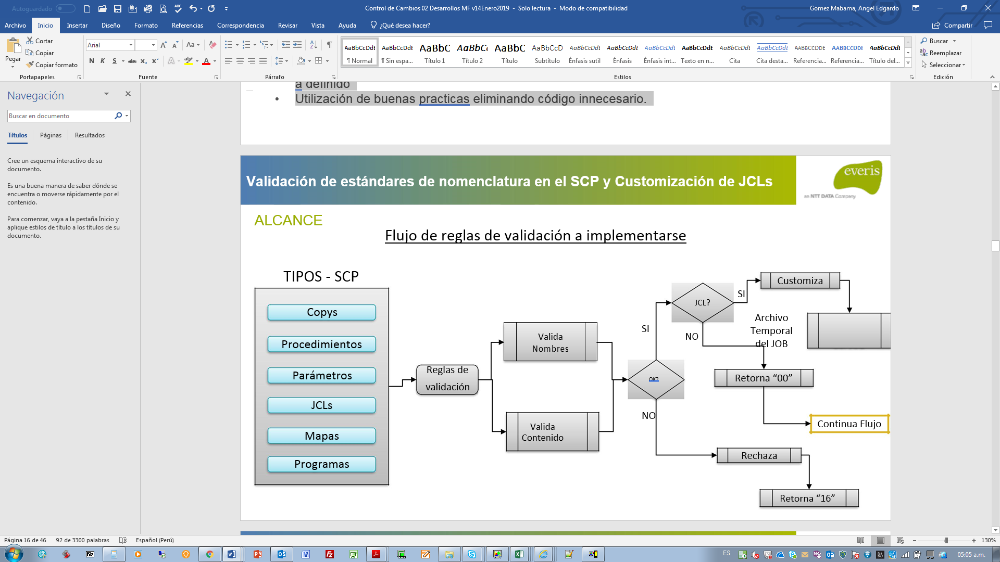 Autoguardado
Control de Cambios 02 Desarrollos MF v14Enero2019 - Solo lectura - Modo de compatibilidad
Gomez Mabama, Angel Edgardo
Archivo Inicio Insertar Diseño Formato Referencias Correspondencia Revisar Vista Ayuda ¿Qué desea hacer?
Compartir
Pegar
Cortar
Copiar
Copiar formato
Portapapeles
Arial
N K S abc x₂ x²
Fuente
Párrafo
AaBbCcDdE AaBbCcDdE AaBbC AaBbC AaBbC AaBbCcD AaBbCcDdE AaBbCcDdE AaBbCcDdE AaBbCcDdE AaBbCcDdE AaBbCcDdE AABBCCDDE AABBCCDDE AaBbCcDdE
¶ Normal ¶ Sin espa... Título 1 Título 2 Título Subtítulo Énfasis sutil Énfasis Énfasis int... Texto en n... Cita Cita desta... Referencia... Referencia... Título del...
Estilos
Buscar
Reemplazar
Seleccionar
Edición
Navegación
Buscar en documento
Títulos Páginas Resultados
Cree un esquema interactivo de su
documento.
Es una buena manera de saber dónde se
encuentra o moverse rápidamente por el
contenido.
Para comenzar, vaya a la pestaña Inicio y
aplique estilos de título a los títulos de su
documento.
a definido
• Utilización de buenas practicas eliminando código innecesario.
Validación de estándares de nomenclatura en el SCP y Customización de JCLs
everis
an NTT DATA Company
ALCANCE
Flujo de reglas de validación a implementarse
TIPOS - SCP
Copys
Procedimientos
Parámetros
JCLs
Mapas
Programas
Reglas de
validación
Valida
Nombres
Valida
Contenido
OK?
SI
NO
JCL?
SI
NO
Customiza
Archivo
Temporal
del JOB
Retorna “00”
Continua Flujo
Rechaza
Retorna “16”
Página 16 de 46 92 de 3300 palabras Español (Perú)
130%
ES
05:05 a.m.